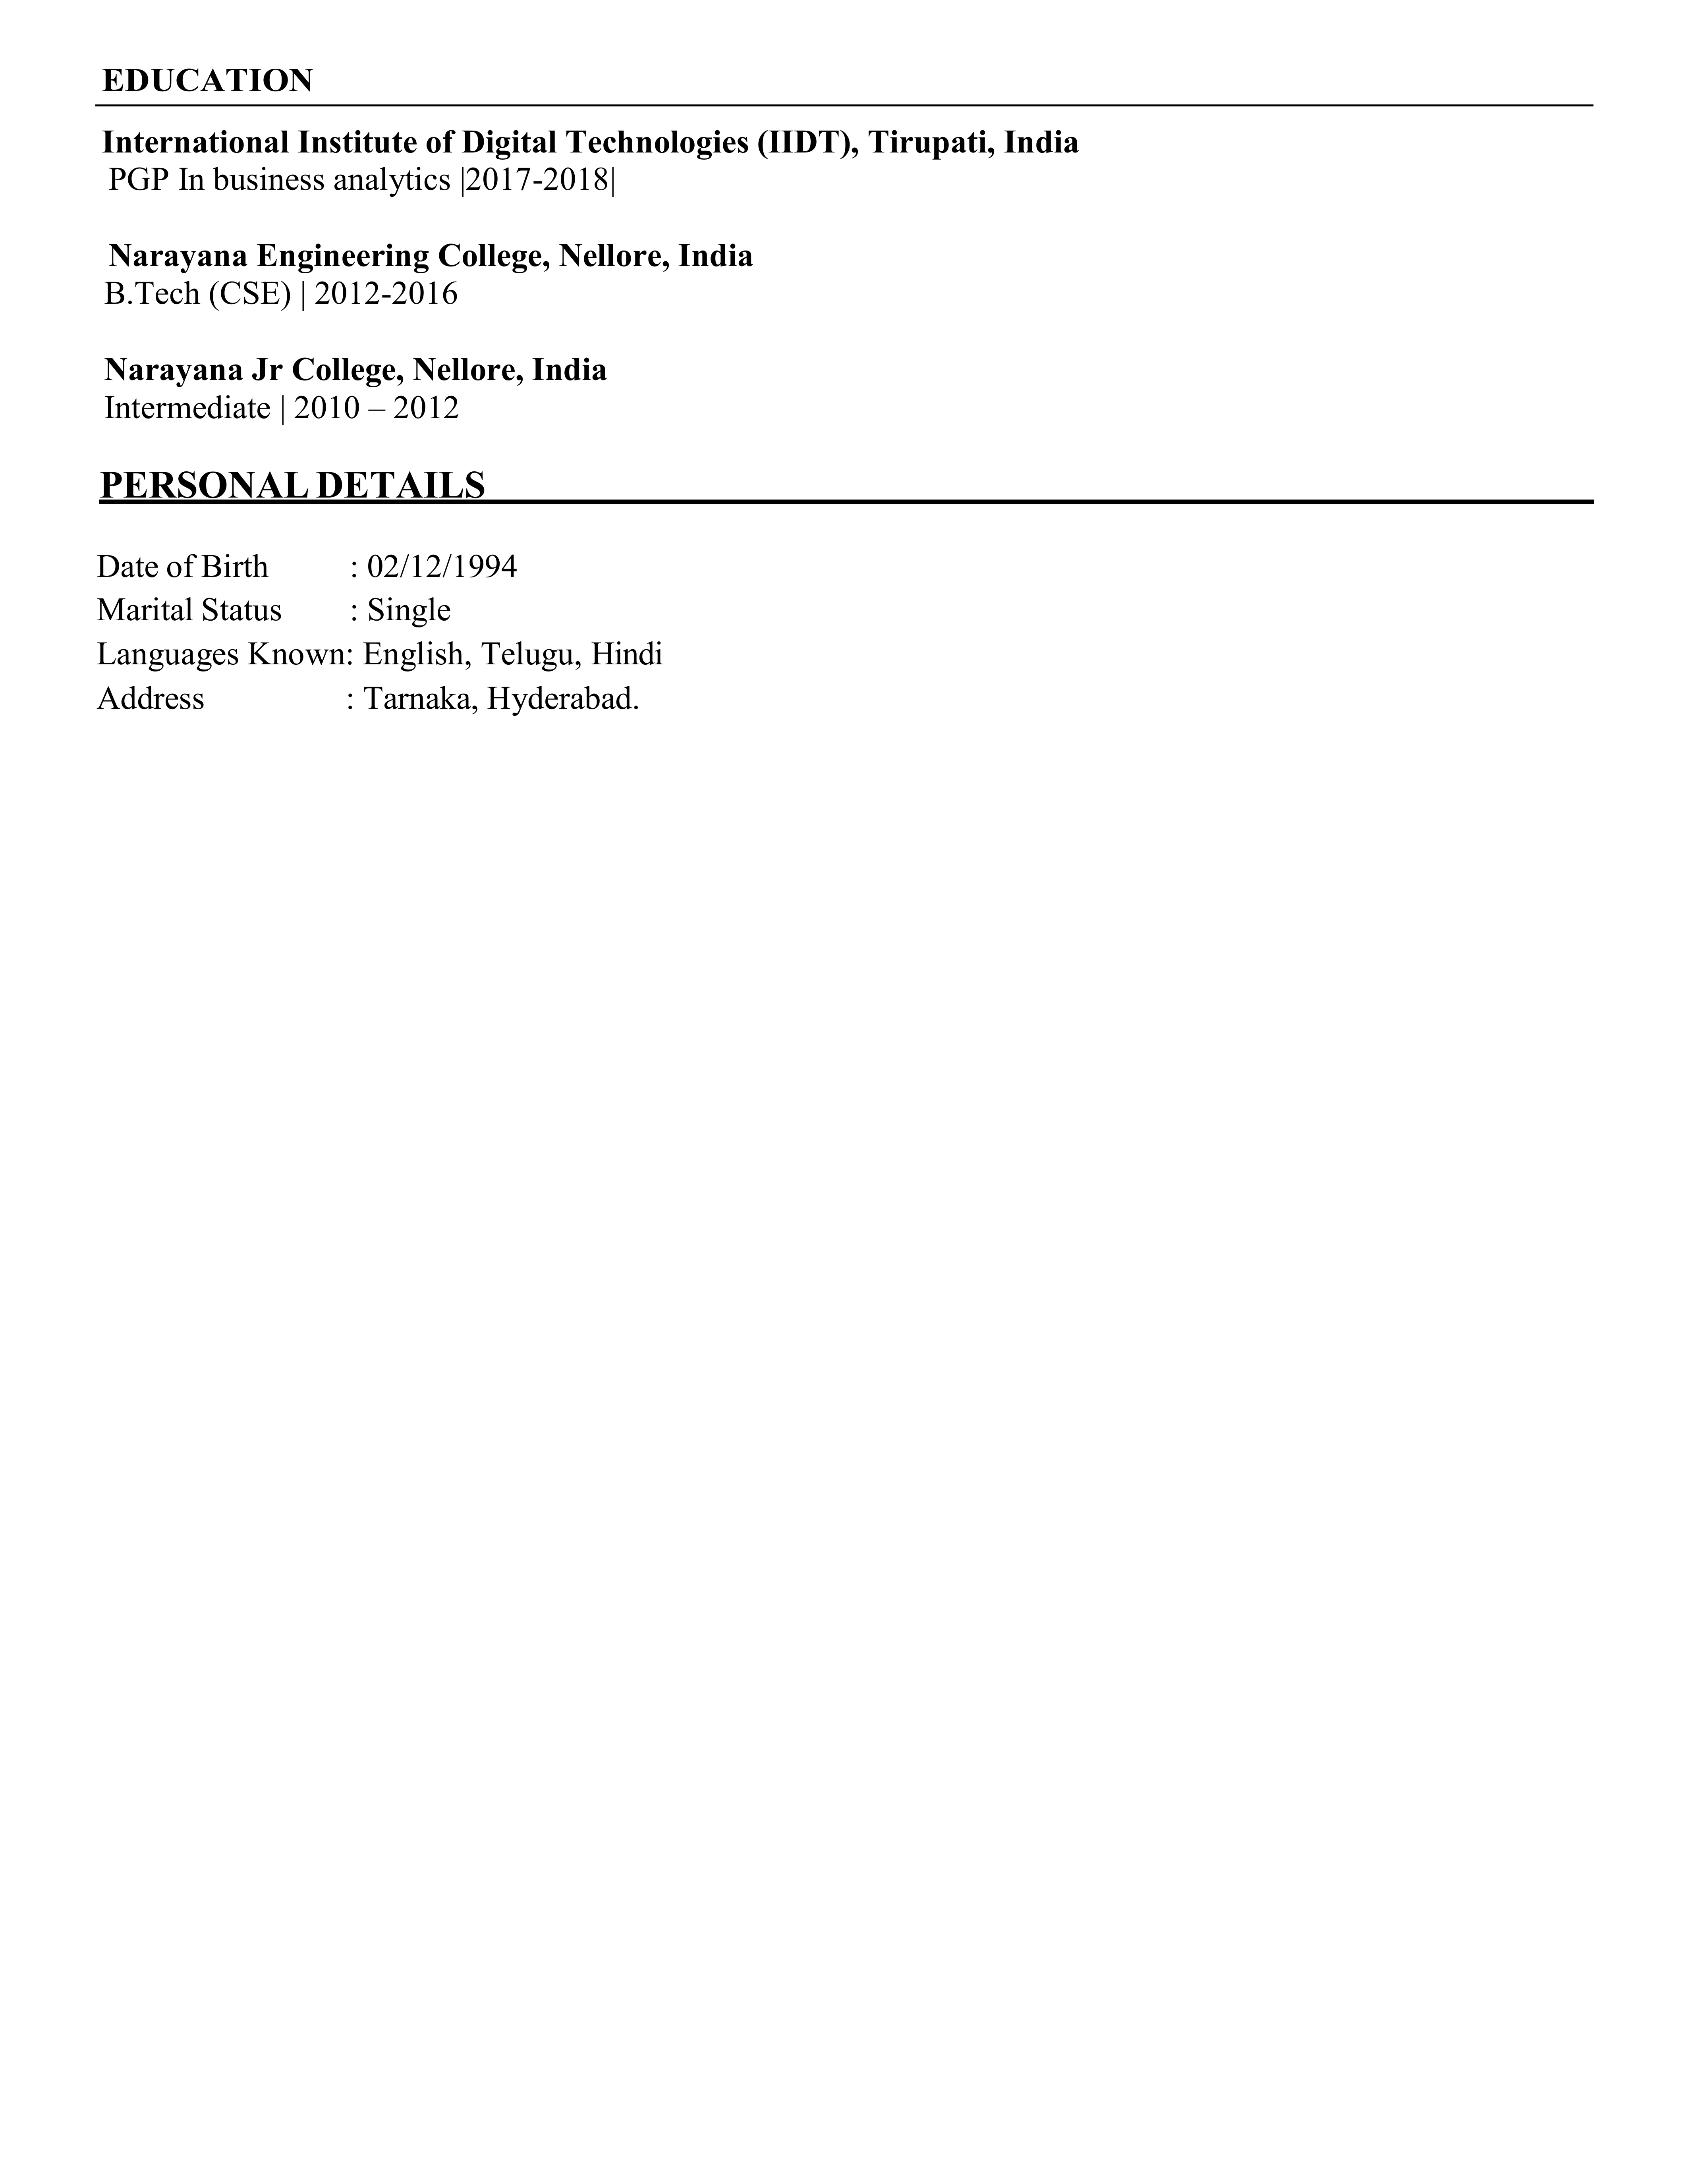 EDUCATION
International Institute of Digital Technologies (IIDT), Tirupati, India
PGP In business analytics |2017-2018|
Narayana Engineering College, Nellore, India
B.Tech (CSE) | 2012-2016
Narayana Jr College, Nellore, India
Intermediate | 2010 – 2012
PERSONAL DETAILS
Date of Birth : 02/12/1994
Marital Status : Single
Languages Known: English, Telugu, Hindi
Address : Tarnaka, Hyderabad.